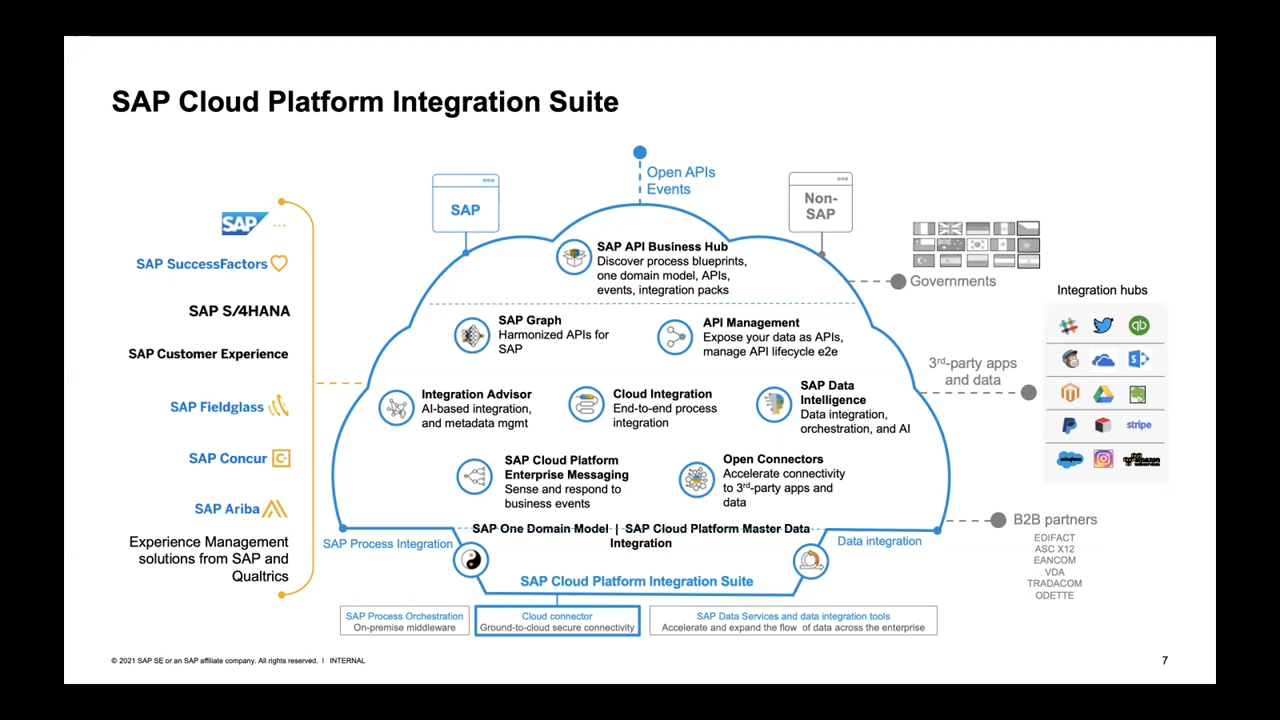 SAP Cloud Platform Integration Suite
Open APIs
Events
SAP
Non-
SAP
SAP ...
SAP SuccessFactors
SAP S/4HANA
SAP Customer Experience
SAP Fieldglass
SAP Concur
SAP Ariba
Experience Management
solutions from SAP and
Qualtrics
SAP API Business Hub
Discover process blueprints,
one domain model, APIs,
events, integration packs
SAP Graph
Harmonized APIs for
SAP
API Management
Expose your data as APIs,
manage API lifecycle e2e
Integration Advisor
AI-based integration,
and metadata mgmt
Cloud Integration
End-to-end process
integration
SAP Data
Intelligence
Data integration,
orchestration, and AI
SAP Cloud Platform
Enterprise Messaging
Sense and respond to
business events
Open Connectors
Accelerate connectivity
to 3rd-party apps and
data
SAP One Domain Model | SAP Cloud Platform Master Data
Integration
SAP Process Integration
Data integration
SAP Cloud Platform Integration Suite
SAP Process Orchestration
On-premise middleware
Cloud connector
Ground-to-cloud secure connectivity
SAP Data Services and data integration tools
Accelerate and expand the flow of data across the enterprise
Governments
Integration hubs
3rd-party apps
and data
qb
stripe
salesforce
amazon
B2B partners
EDIFACT
ASC X12
EANCOM
VDA
TRADACOM
ODETTE
© 2021 SAP SE or an SAP affiliate company. All rights reserved. | INTERNAL
7